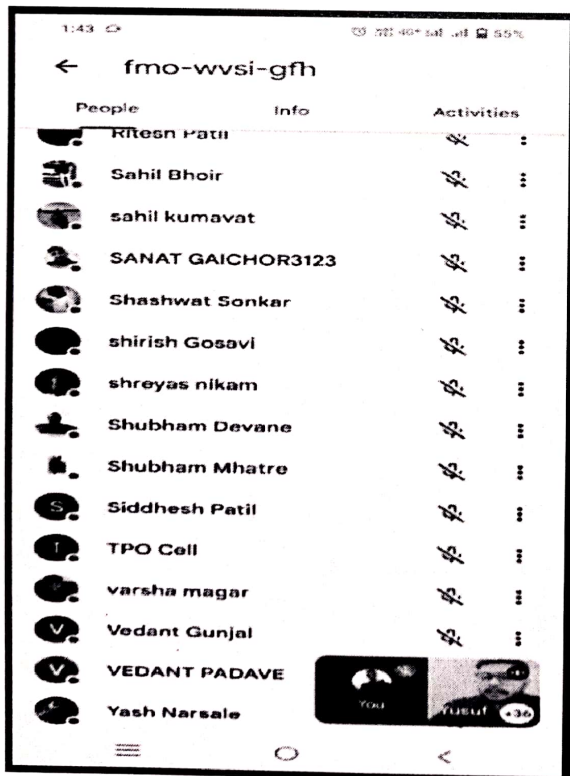 1:43 4G+ 55%
← fmo-wvsi-gfh
People Info Activities
Ritesh Patil
Sahil Bhoir
sahil kumavat
SANAT GAICHOR3123
Shashwat Sonkar
shirish Gosavi
shreyas nikam
Shubham Devane
Shubham Mhatre
S Siddhesh Patil
T TPO Cell
varsha magar
V Vedant Gunjal
V VEDANT PADAVE
Yash Narsale
You Yusuf +36